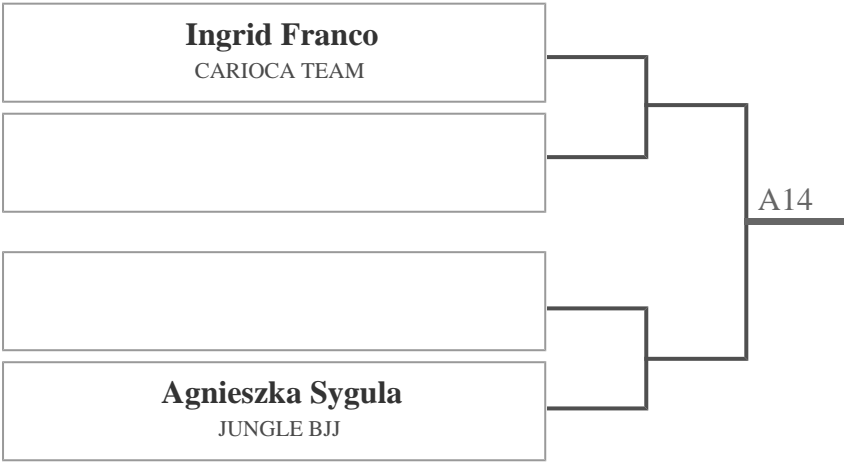 Ingrid Franco
CARIOCA TEAM
A14
Agnieszka Sygula
JUNGLE BJJ